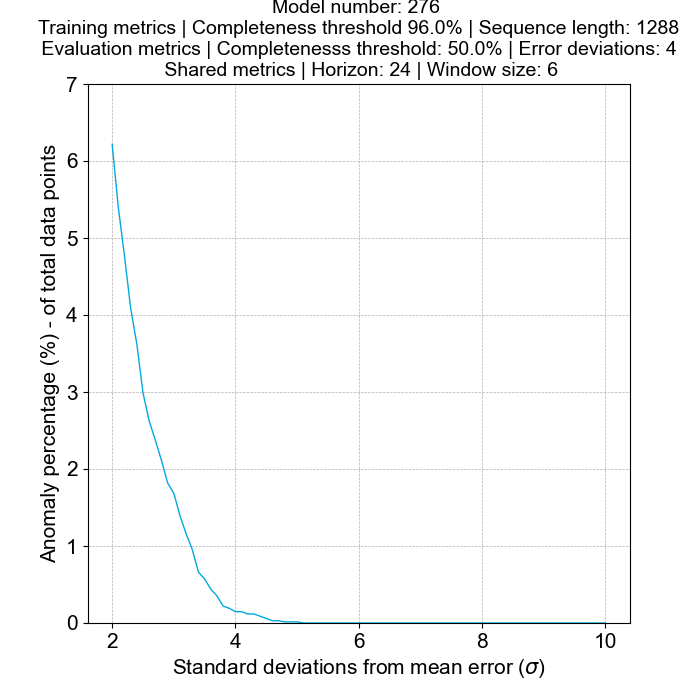 Model number: 276
Training metrics | Completeness threshold 96.0% | Sequence length: 1288
Evaluation metrics | Completenesss threshold: 50.0% | Error deviations: 4
Shared metrics | Horizon: 24 | Window size: 6
7
6
5
4
3
2
1
0
Anomaly percentage (%) - of total data points
2 4 6 8 10
Standard deviations from mean error (σ)